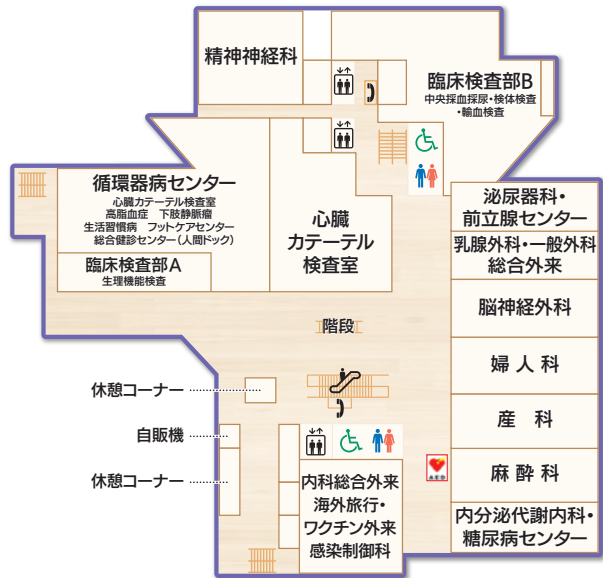 精神神経科
臨床検査部B
中央採血採尿・検体検査
・輸血検査
循環器病センター
心臓カテーテル検査室
高脂血症 下肢静脈瘤
生活習慣病 フットケアセンター
総合健診センター(人間ドック)
臨床検査部A
生理機能検査
心臓
カテーテル
検査室
泌尿器科・
前立腺センター
乳腺外科・一般外科
総合外来
脳神経外科
婦人科
産 科
麻酔科
内分泌代謝内科・
糖尿病センター
階段
休憩コーナー
自販機
休憩コーナー
内科総合外来
海外旅行・
ワクチン外来
感染制御科
AED